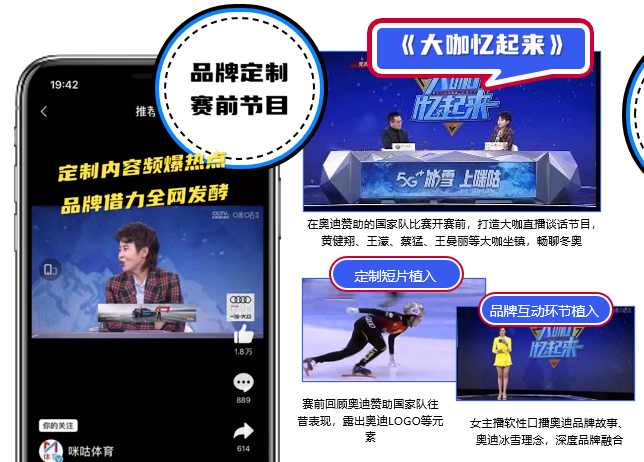 品牌定制
赛前节目
《大咖忆起来》
19:42
推荐
定制内容频爆热点
品牌借力全网发酵
大咖
忆起来
5G+ 冰雪 上咪咕
在奥迪赞助的国家队比赛开赛前，打造大咖直播谈话节目，
黄健翔、王濛、蔡猛、王曼丽等大咖坐镇，畅聊冬奥
定制短片植入
品牌互动环节植入
忆起来
一汽-大众
1.8万
889
614
你的关注
咪咕体育
赛前回顾奥迪赞助国家队往
昔表现，露出奥迪LOGO等元
素
女主播软性口播奥迪品牌故事、
奥迪冰雪理念，深度品牌融合